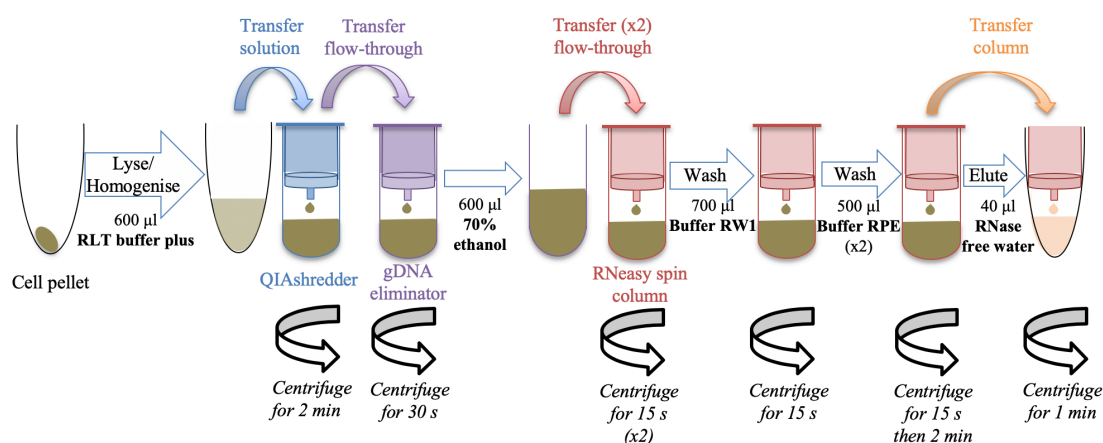 Transfer
solution
Transfer
flow-through
Transfer (x2)
flow-through
Transfer
column
Lyse/
Homogenise
600 µl
RLT buffer plus
600 µl
70%
ethanol
Wash
700 µl
Buffer RW1
Wash
500 µl
Buffer RPE
(x2)
Elute
40 µl
RNase
free water
Cell pellet
QIAshredder
gDNA
eliminator
RNeasy spin
column
Centrifuge
for 2 min
Centrifuge
for 30 s
Centrifuge
for 15 s
(x2)
Centrifuge
for 15 s
Centrifuge
for 15 s
then 2 min
Centrifuge
for 1 min